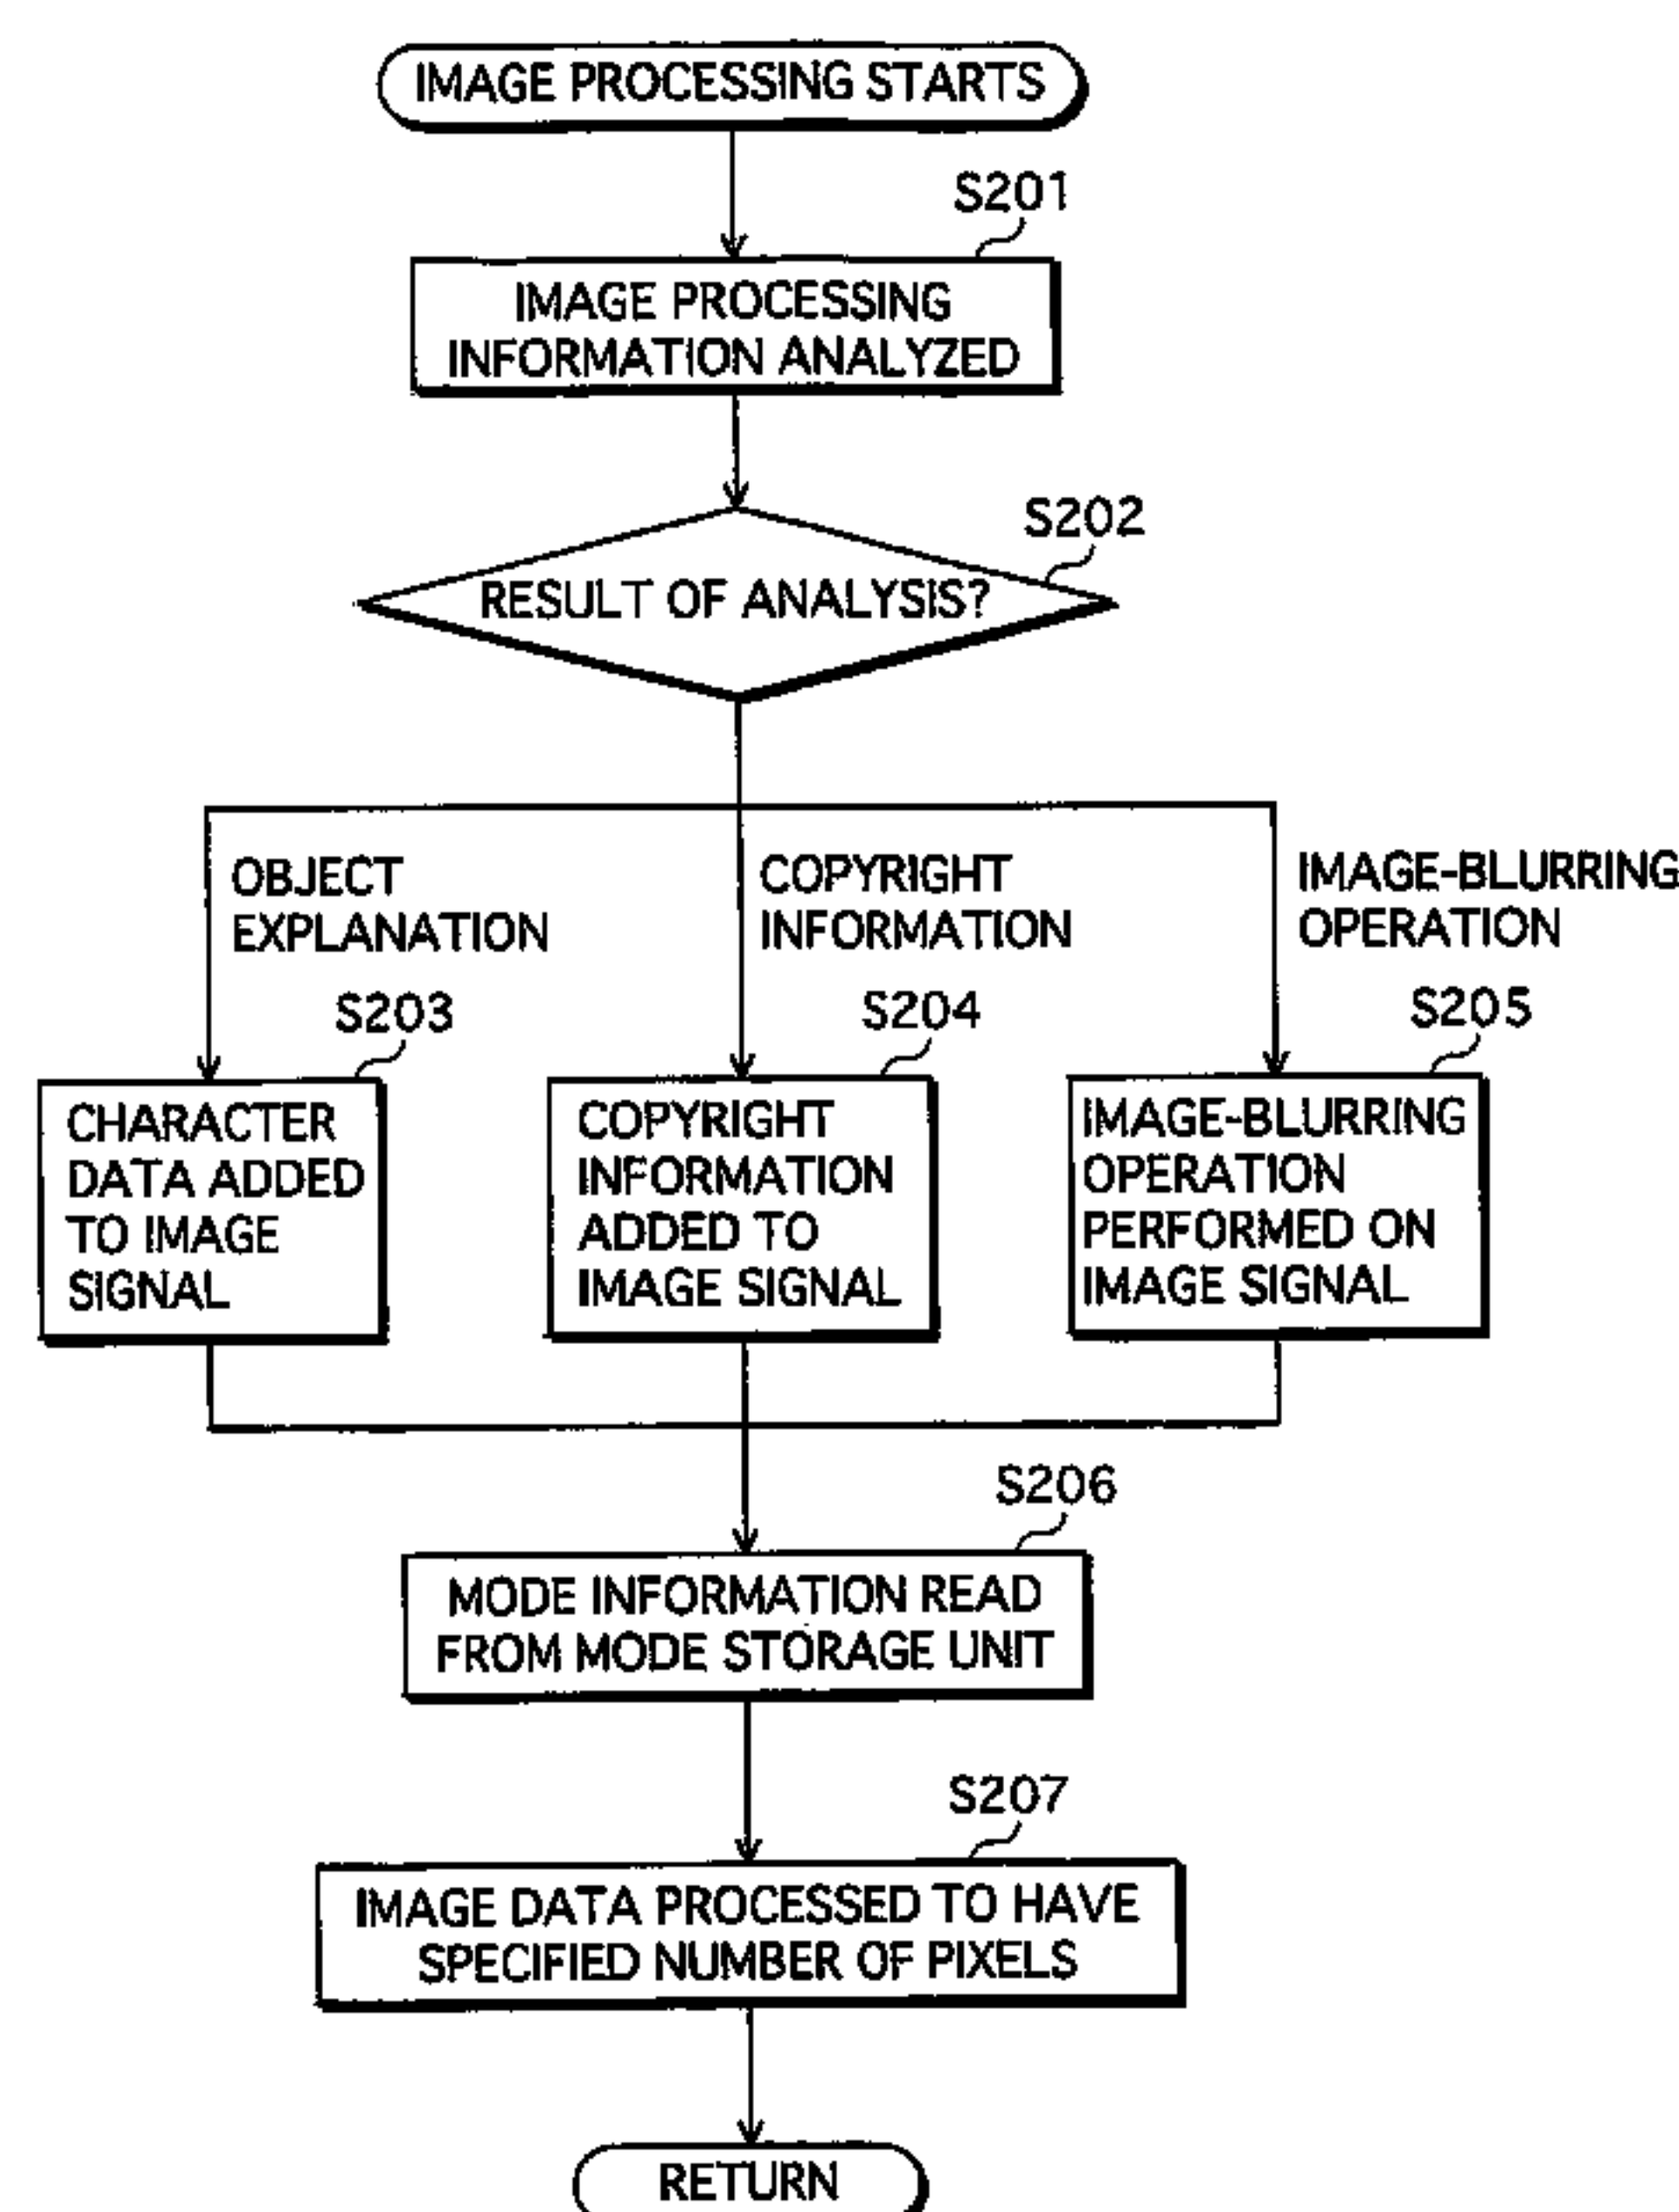 IMAGE PROCESSING STARTS
S201
IMAGE PROCESSING
INFORMATION ANALYZED
S202
RESULT OF ANALYSIS?
OBJECT
EXPLANATION
COPYRIGHT
INFORMATION
IMAGE-BLURRING
OPERATION
S203
S204
S205
CHARACTER
DATA ADDED
TO IMAGE
SIGNAL
COPYRIGHT
INFORMATION
ADDED TO
IMAGE SIGNAL
IMAGE-BLURRING
OPERATION
PERFORMED ON
IMAGE SIGNAL
S206
MODE INFORMATION READ
FROM MODE STORAGE UNIT
S207
IMAGE DATA PROCESSED TO HAVE
SPECIFIED NUMBER OF PIXELS
RETURN